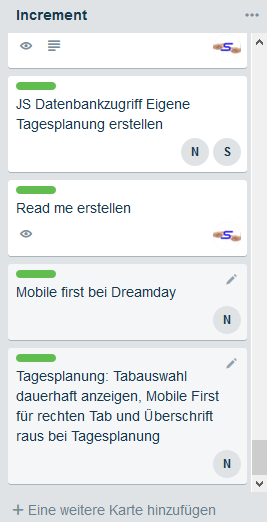 Increment
JS Datenbankzugriff Eigene
Tagesplanung erstellen
N S
Read me erstellen
Mobile first bei Dreamday
N
Tagesplanung: Tabauswahl
dauerhaft anzeigen, Mobile First
für rechten Tab und Überschrift
raus bei Tagesplanung
N
+ Eine weitere Karte hinzufügen